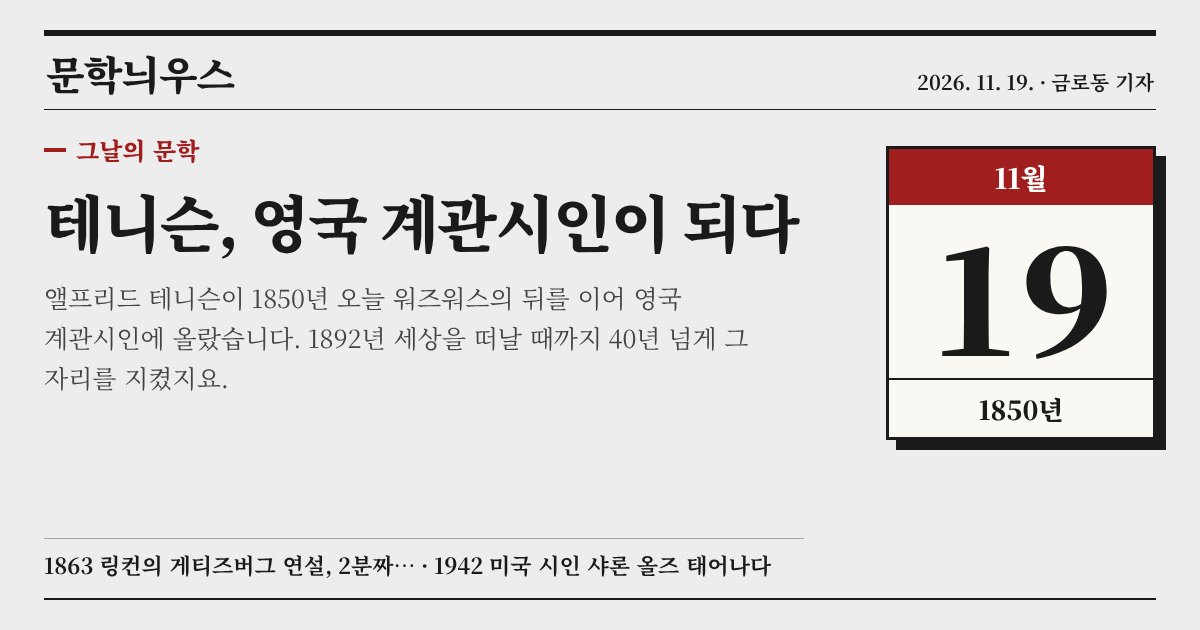 문학늬우스
2026. 11. 19. · 금로동 기자
그날의 문학
테니슨, 영국 계관시인이 되다
앨프리드 테니슨이 1850년 오늘 워즈워스의 뒤를 이어 영국
계관시인에 올랐습니다. 1892년 세상을 떠날 때까지 40년 넘게 그
자리를 지켰지요.
11월
19
1850년
1863 링컨의 게티즈버그 연설, 2분짜… · 1942 미국 시인 샤론 올즈 태어나다